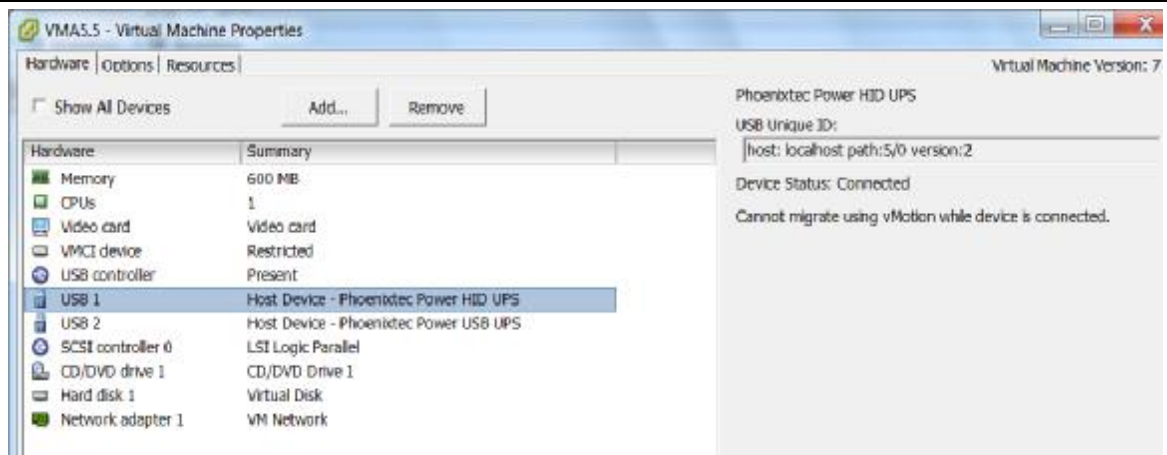 VMA5.5 - Virtual Machine Properties
Hardware Options Resources
Virtual Machine Version: 7
Show All Devices
Add...
Remove
Hardware Summary
Memory 600 MB
CPUs 1
Video card Video card
VMCI device Restricted
USB controller Present
USB 1 Host Device - Phoenixtec Power HID UPS
USB 2 Host Device - Phoenixtec Power USB UPS
SCSI controller 0 LSI Logic Parallel
CD/DVD drive 1 CD/DVD Drive 1
Hard disk 1 Virtual Disk
Network adapter 1 VM Network
Phoenixtec Power HID UPS
USB Unique ID:
host: localhost path:5/0 version:2
Device Status: Connected
Cannot migrate using vMotion while device is connected.